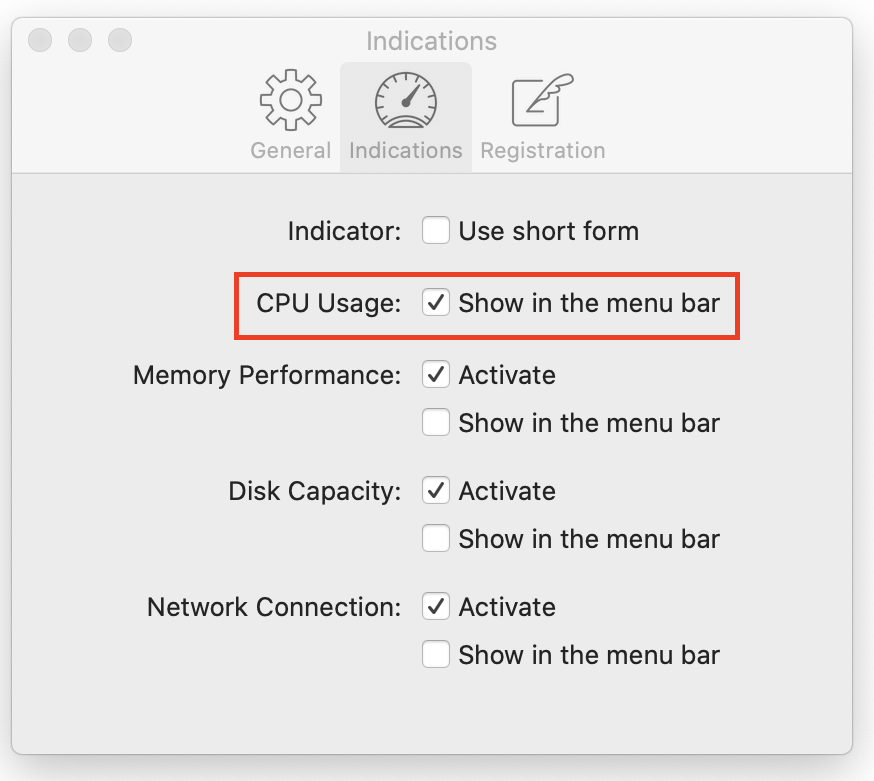 Indications
General Indications Registration
Indicator: Use short form
CPU Usage: Show in the menu bar
Memory Performance: Activate
Show in the menu bar
Disk Capacity: Activate
Show in the menu bar
Network Connection: Activate
Show in the menu bar